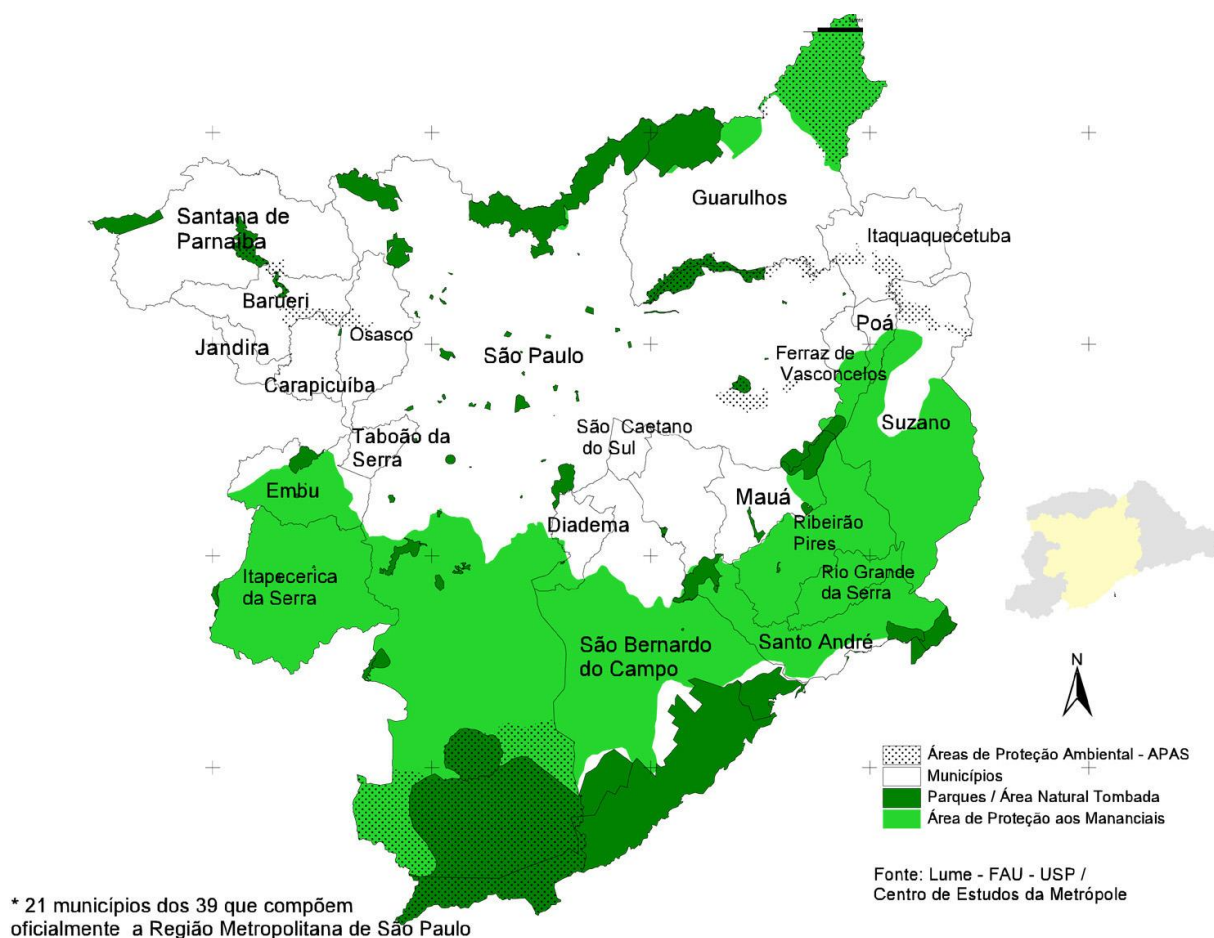 Guarulhos
Santana de
Parnaíba
Itaquaquecetuba
Barueri
Osasco
Poá
Jandira
São Paulo
Ferraz de
Vasconcelos
Carapicuíba
Suzano
São Caetano
do Sul
Taboão da
Serra
Embu
Mauá
Diadema
Ribeirão
Pires
Itapecerica
da Serra
Rio Grande
da Serra
Santo André
São Bernardo
do Campo
N
Áreas de Proteção Ambiental - APAS
Municípios
Parques / Área Natural Tombada
Área de Proteção aos Mananciais
Fonte: Lume - FAU - USP /
Centro de Estudos da Metrópole
* 21 municípios dos 39 que compõem
oficialmente a Região Metropolitana de São Paulo